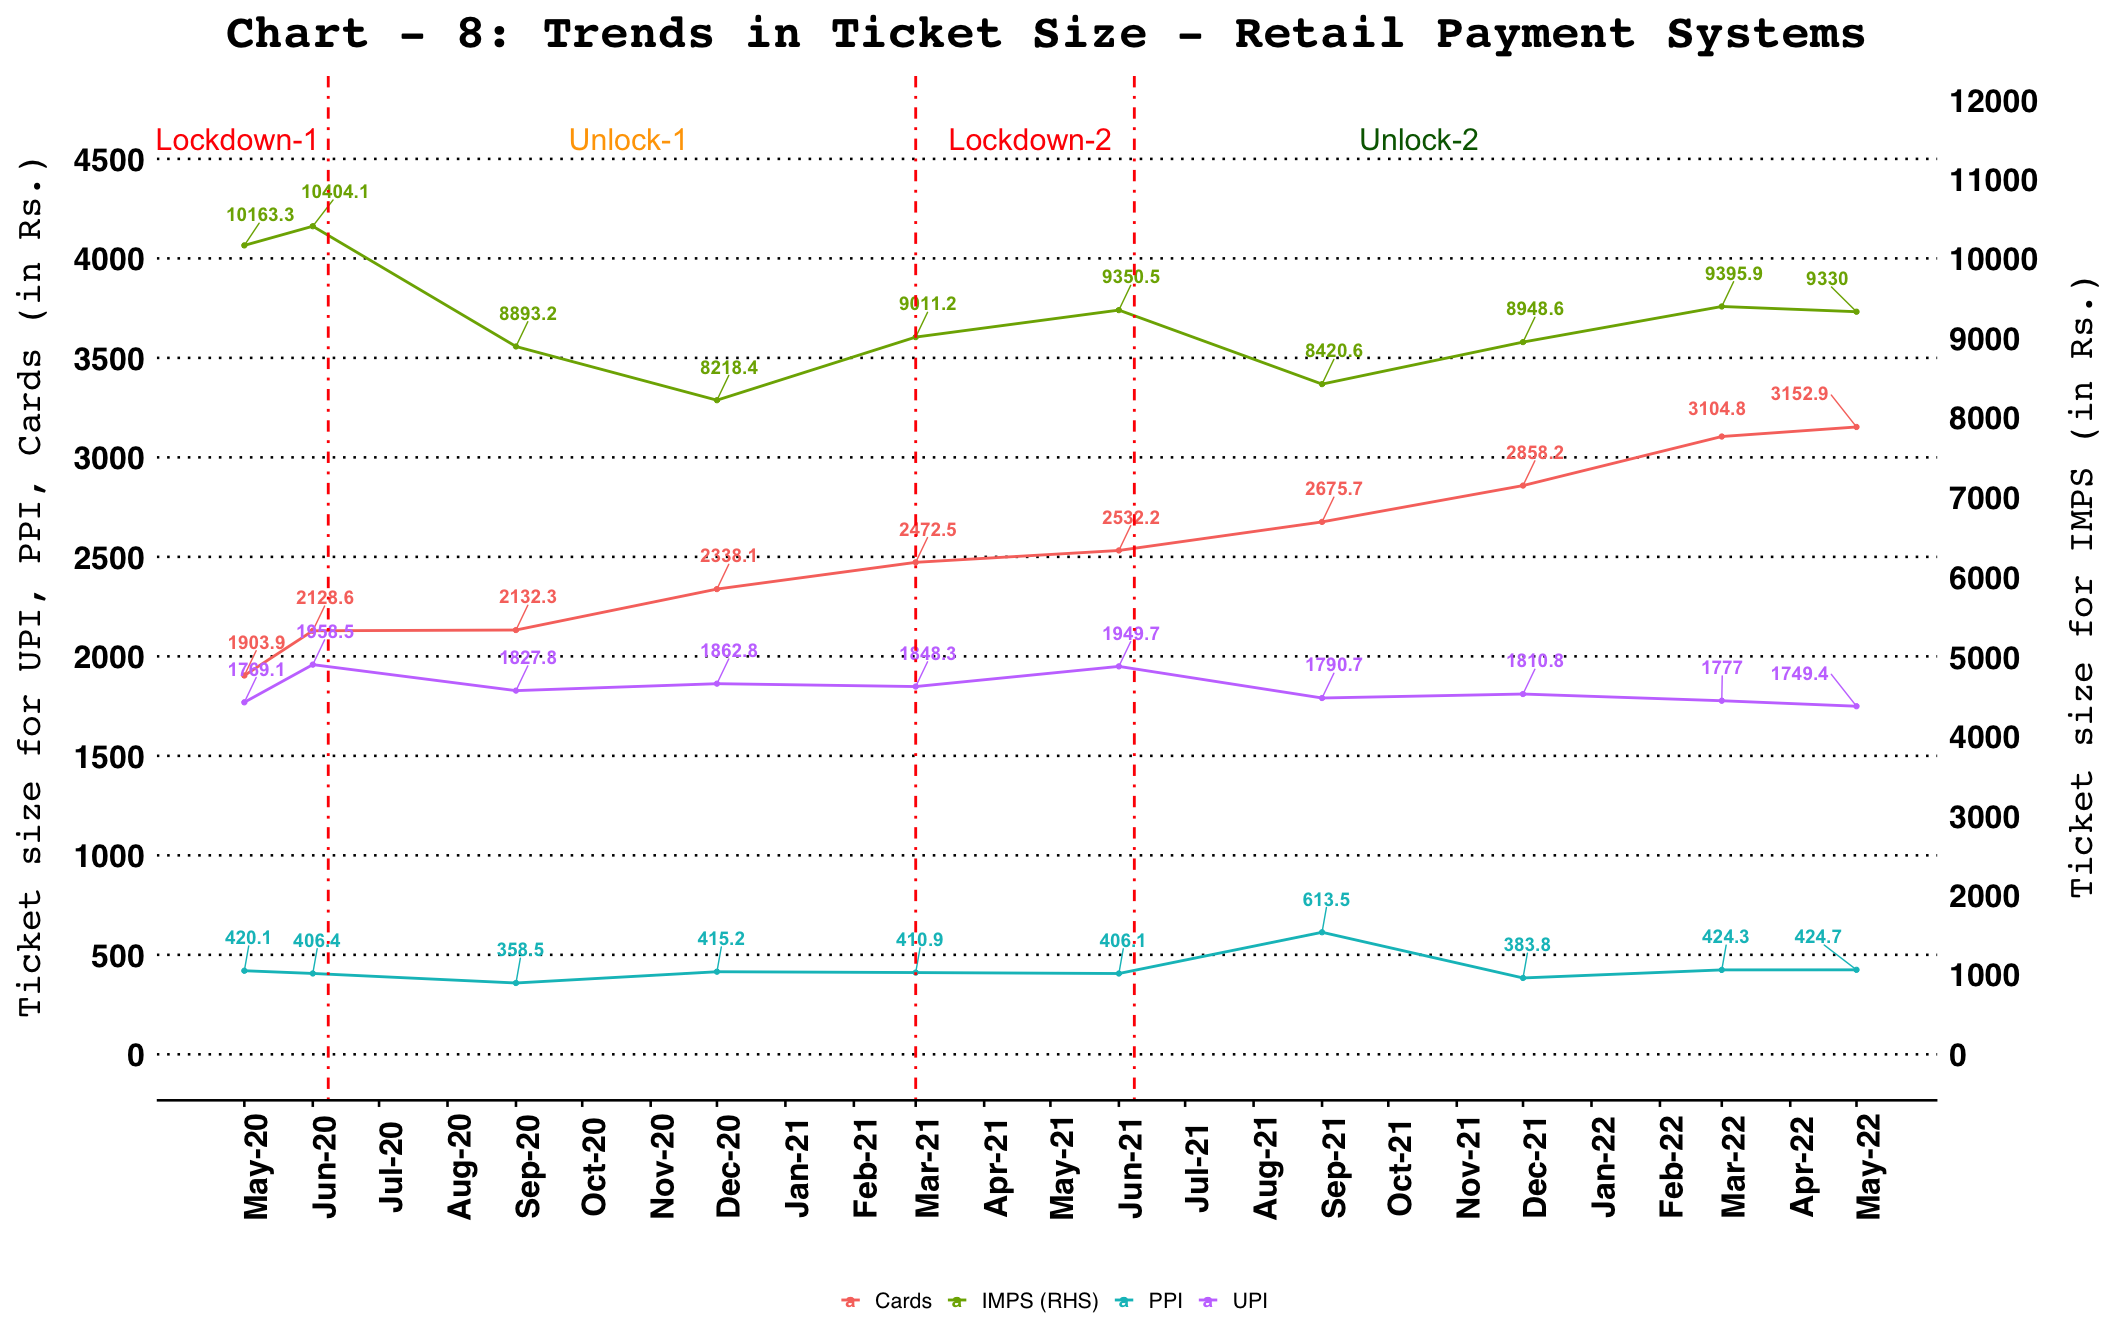 Chart – 8: Trends in Ticket Size – Retail Payment Systems
Ticket size for UPI, PPI, Cards (in Rs.)
Ticket size for IMPS (in Rs.)
Lockdown-1 Unlock-1 Lockdown-2 Unlock-2
4500
4000
3500
3000
2500
2000
1500
1000
500
0
12000
11000
10000
9000
8000
7000
6000
5000
4000
3000
2000
1000
0
10163.3 10404.1 8893.2 8218.4 9011.2 9350.5 8420.6 8948.6 9395.9 9330
1903.9 2128.6 2132.3 2338.1 2472.5 2532.2 2675.7 2858.2 3104.8 3152.9
1769.1 1958.5 1827.8 1862.8 1848.3 1949.7 1790.7 1810.8 1777 1749.4
420.1 406.4 358.5 415.2 410.9 406.1 613.5 383.8 424.3 424.7
May-20 Jun-20 Jul-20 Aug-20 Sep-20 Oct-20 Nov-20 Dec-20 Jan-21 Feb-21 Mar-21 Apr-21 May-21 Jun-21 Jul-21 Aug-21 Sep-21 Oct-21 Nov-21 Dec-21 Jan-22 Feb-22 Mar-22 Apr-22 May-22
a Cards a IMPS (RHS) a PPI a UPI